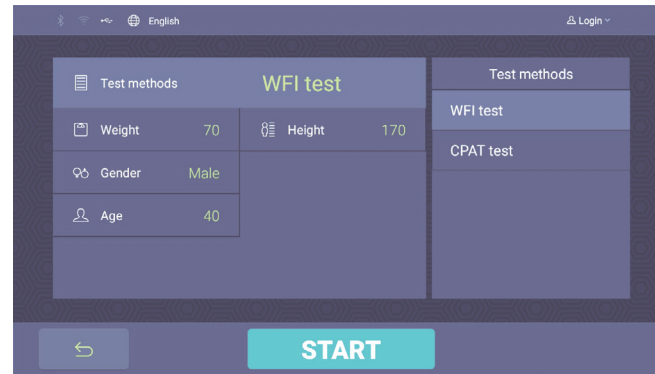 English
Login
Test methods WFI test
Weight 70 Height 170
Gender Male
Age 40
Test methods
WFI test
CPAT test
START